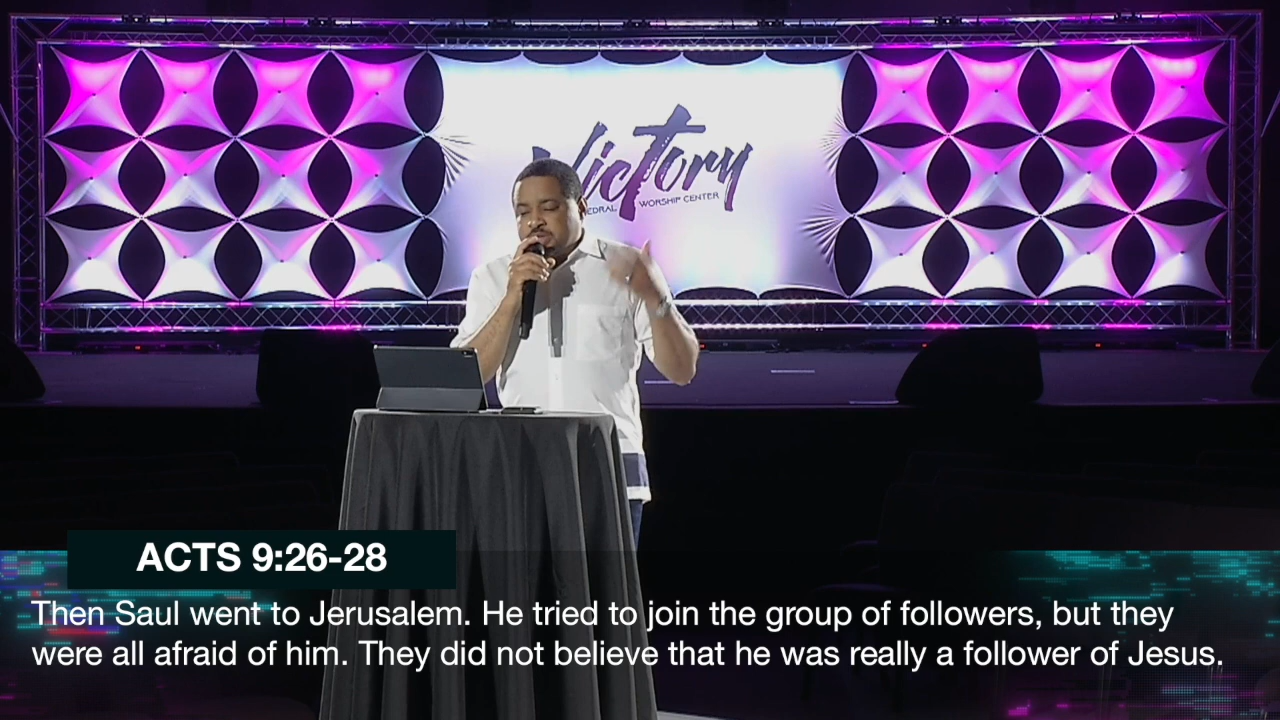 Victory
EDRAL WORSHIP CENTER
ACTS 9:26-28
Then Saul went to Jerusalem. He tried to join the group of followers, but they
were all afraid of him. They did not believe that he was really a follower of Jesus.